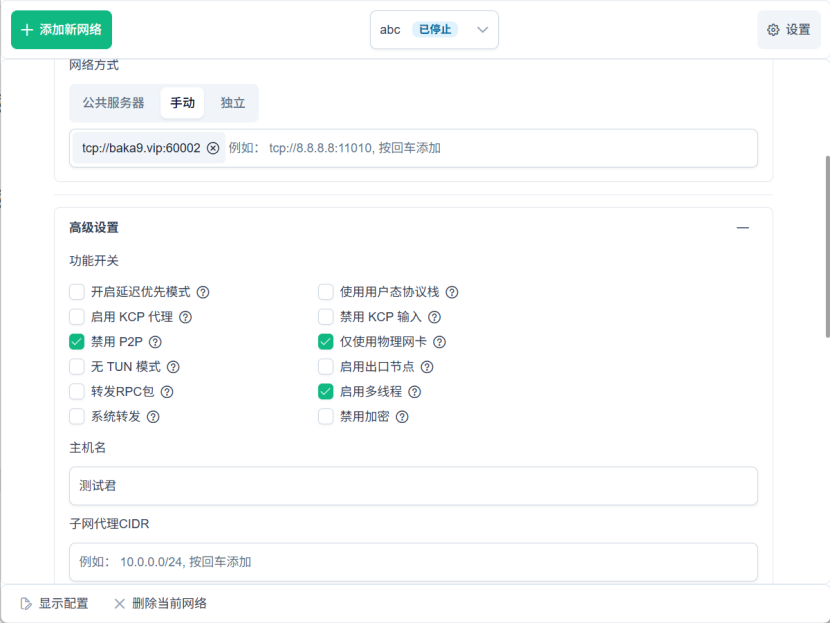 添加新网络
abc 已停止
设置
网络方式
公共服务器 手动 独立
tcp://baka9.vip:60002 例如： tcp://8.8.8.8:11010, 按回车添加
高级设置
功能开关
开启延迟优先模式 使用用户态协议栈
启用 KCP 代理 禁用 KCP 输入
禁用 P2P 仅使用物理网卡
无 TUN 模式 启用出口节点
转发RPC包 启用多线程
系统转发 禁用加密
主机名
测试君
子网代理CIDR
例如： 10.0.0.0/24, 按回车添加
显示配置 删除当前网络